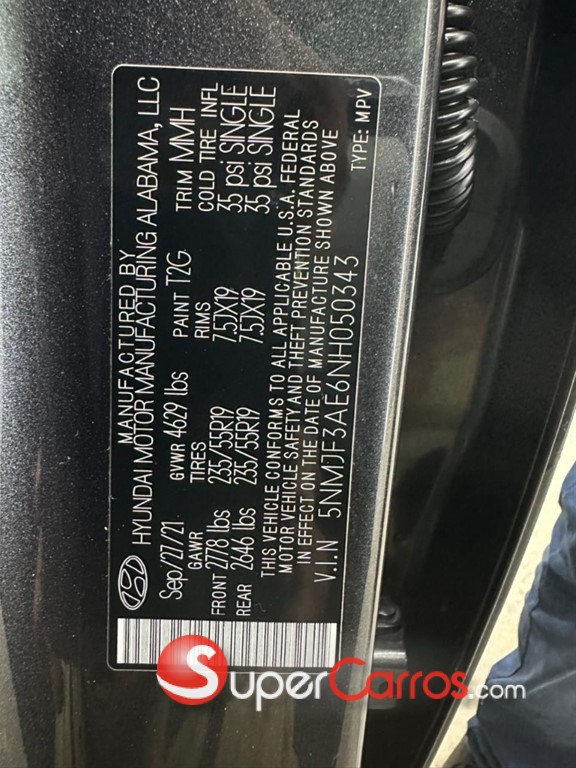 MANUFACTURED BY
HYUNDAI MOTOR MANUFACTURING ALABAMA, LLC
Sep/27/21 GVWR 4629 lbs PAINT T2G TRIM MMH
GAWR TIRES RIMS COLD TIRE INFL
FRONT 2778 lbs 235/55R19 7.5JX19 35 psi SINGLE
REAR 2646 lbs 235/55R19 7.5JX19 35 psi SINGLE
THIS VEHICLE CONFORMS TO ALL APPLICABLE U.S.A. FEDERAL
MOTOR VEHICLE SAFETY AND THEFT PREVENTION STANDARDS
IN EFFECT ON THE DATE OF MANUFACTURE SHOWN ABOVE
V.I.N 5NMJF3AE6NH050343 TYPE: MPV
SUPERCARROS.com